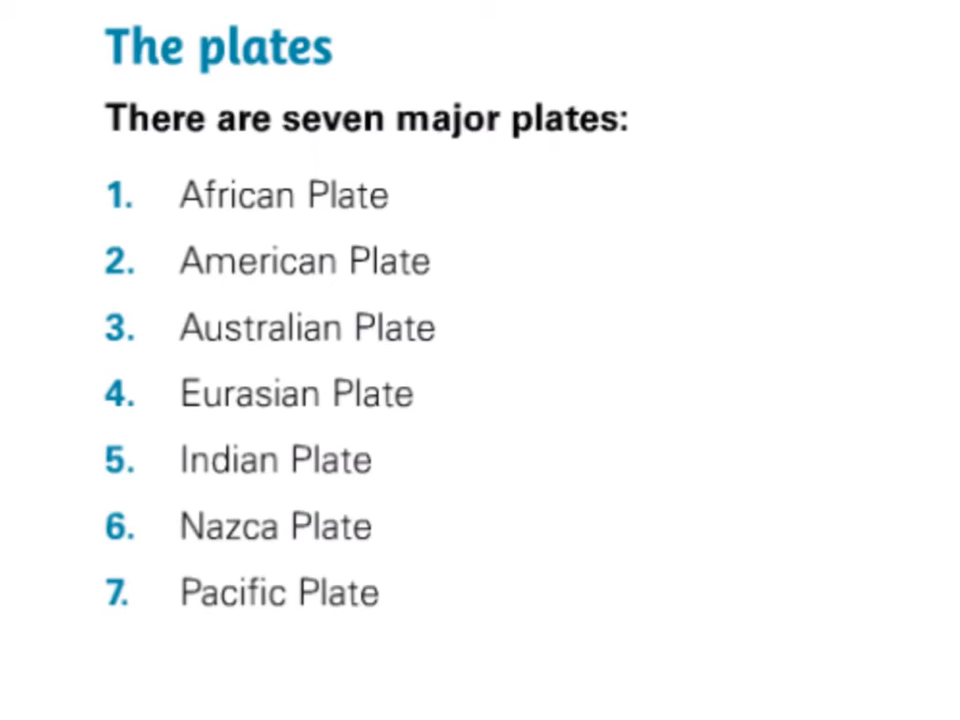 The plates
There are seven major plates:
1. African Plate
2. American Plate
3. Australian Plate
4. Eurasian Plate
5. Indian Plate
6. Nazca Plate
7. Pacific Plate